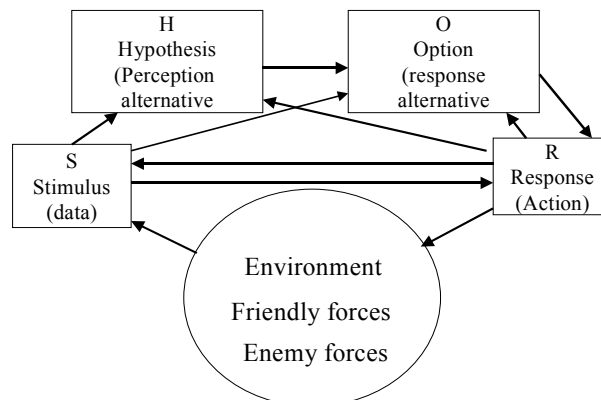 H
Hypothesis
(Perception
alternative
O
Option
(response
alternative
S
Stimulus
(data)
R
Response
(Action)
Environment
Friendly forces
Enemy forces